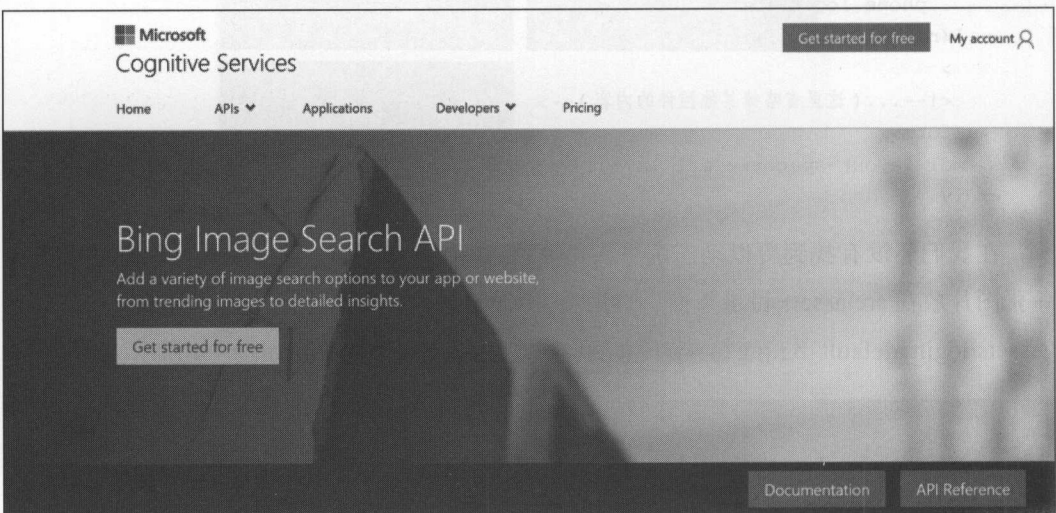 Microsoft
Cognitive Services
Get started for free
My account
Home APIs Applications Developers Pricing
Bing Image Search API
Add a variety of image search options to your app or website,
from trending images to detailed insights.
Get started for free
Documentation API Reference